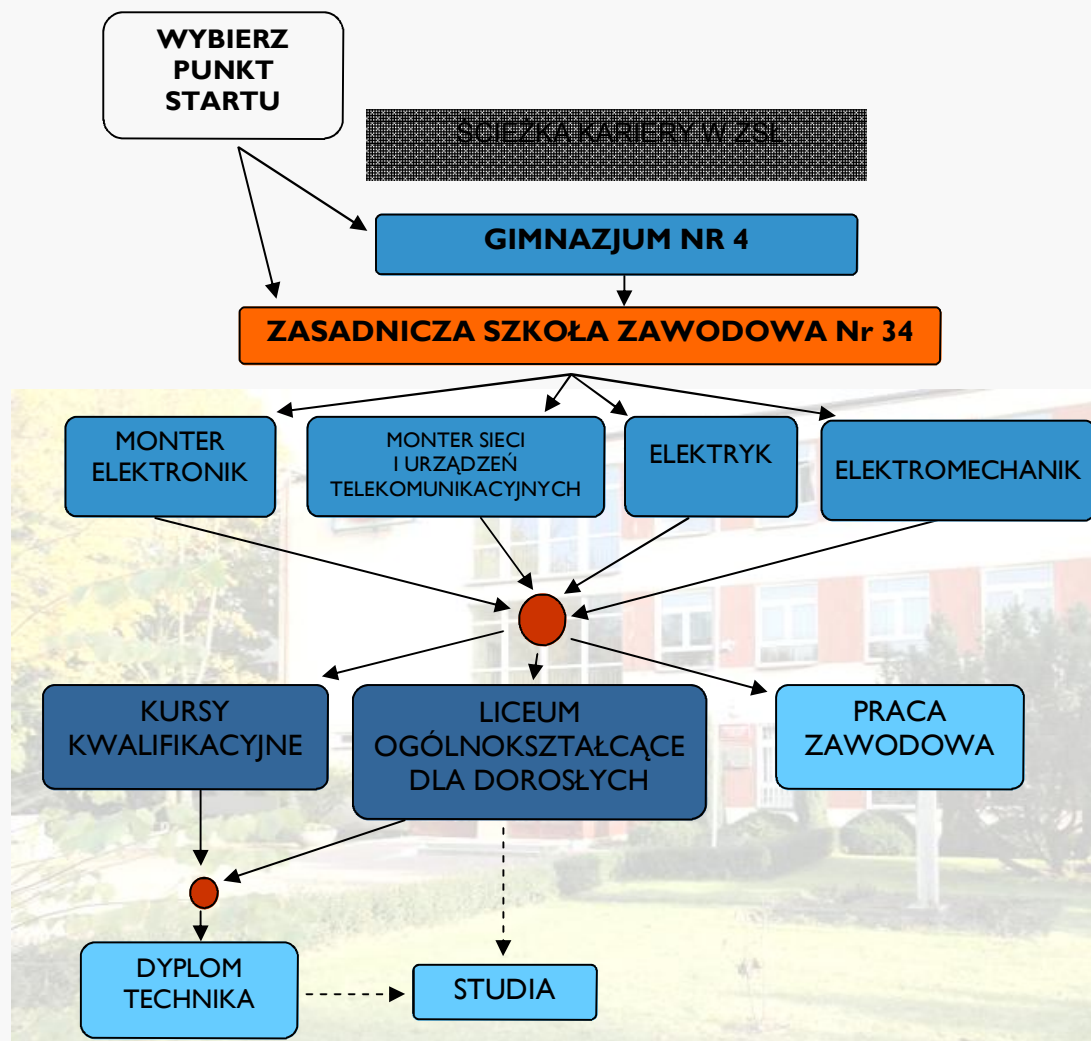 WYBIERZ
PUNKT
STARTU
ŚCIEŻKA KARIERY W ZSŁ
GIMNAZJUM NR 4
ZASADNICZA SZKOŁA ZAWODOWA Nr 34
MONTER
ELEKTRONIK
MONTER SIECI
I URZĄDZEŃ
TELEKOMUNIKACYJNYCH
ELEKTRYK
ELEKTROMECHANIK
KURSY
KWALIFIKACYJNE
LICEUM
OGÓLNOKSZTAŁCĄCE
DLA DOROSŁYCH
PRACA
ZAWODOWA
DYPLOM
TECHNIKA
STUDIA